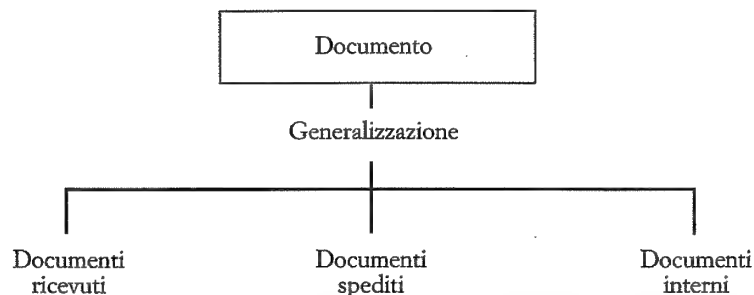 Documento
Generalizzazione
Documenti
ricevuti
Documenti
spediti
Documenti
interni